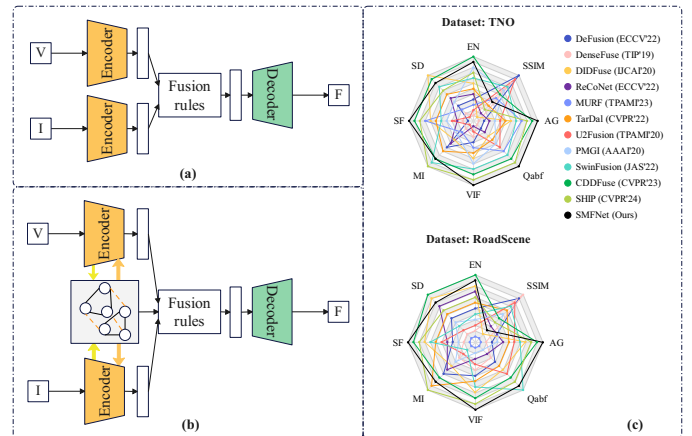 V
Encoder
I
Encoder
Fusion
rules
Decoder
F
(a)
V
Encoder
I
Encoder
Fusion
rules
Decoder
F
(b)
Dataset: TNO
EN
SSIM
AG
Qabf
VIF
MI
SF
SD
DeFusion (ECCV'22)
DenseFuse (TIP'19)
DIDFuse (IJCAI'20)
ReCoNet (ECCV'22)
MURF (TPAMI'23)
TarDal (CVPR'22)
U2Fusion (TPAMI'20)
PMGI (AAAI'20)
SwinFusion (JAS'22)
CDDFuse (CVPR'23)
SHIP (CVPR'24)
SMFNet (Ours)
Dataset: RoadScene
EN
SSIM
AG
Qabf
VIF
MI
SF
SD
(c)